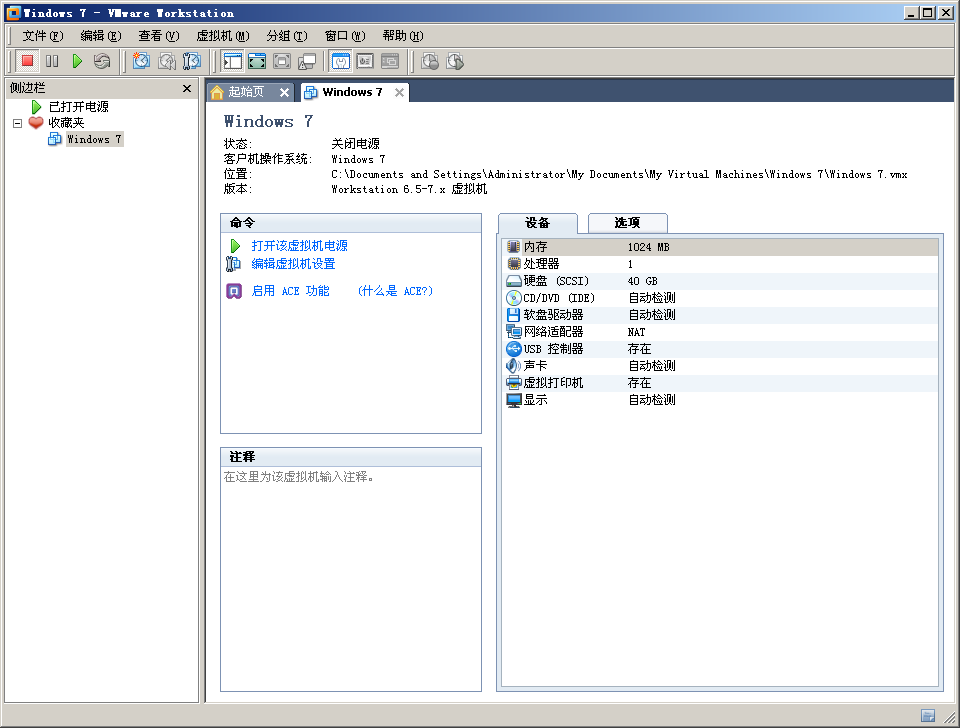 Windows 7 - VMware Workstation
文件(F) 编辑(E) 查看(V) 虚拟机(M) 分组(T) 窗口(W) 帮助(H)
侧边栏
已打开电源
收藏夹
Windows 7
起始页 Windows 7
Windows 7
状态: 关闭电源
客户机操作系统: Windows 7
位置: C:\Documents and Settings\Administrator\My Documents\My Virtual Machines\Windows 7\Windows 7.vmx
版本: Workstation 6.5-7.x 虚拟机
命令
打开该虚拟机电源
编辑虚拟机设置
启用 ACE 功能 (什么是 ACE?)
注释
在这里为该虚拟机输入注释。
设备 选项
内存 1024 MB
处理器 1
硬盘 (SCSI) 40 GB
CD/DVD (IDE) 自动检测
软盘驱动器 自动检测
网络适配器 NAT
USB 控制器 存在
声卡 自动检测
虚拟打印机 存在
显示 自动检测